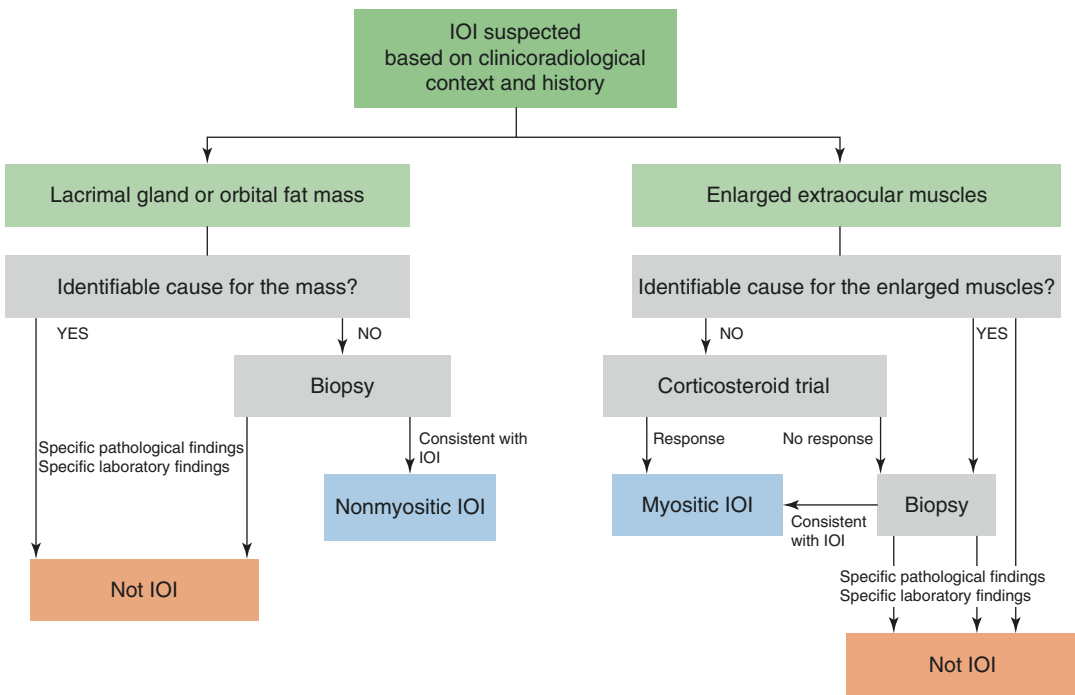 IOI suspected
based on clinicoradiological
context and history
Lacrimal gland or orbital fat mass
Enlarged extraocular muscles
Identifiable cause for the mass?
Identifiable cause for the enlarged muscles?
YES
NO
NO
YES
Biopsy
Corticosteroid trial
Specific pathological findings
Specific laboratory findings
Consistent with
IOI
Response
No response
Nonmyositic IOI
Myositic IOI
Consistent
with IOI
Biopsy
Not IOI
Specific pathological findings
Specific laboratory findings
Not IOI